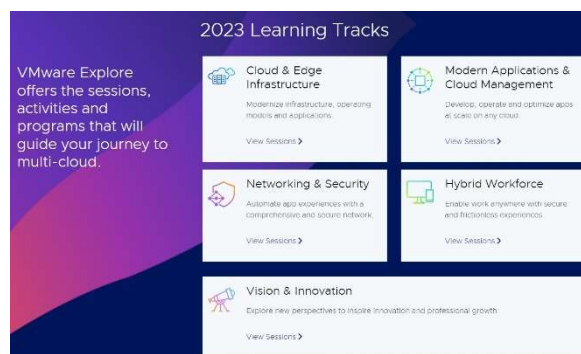 2023 Learning Tracks
VMware Explore
offers the sessions,
activities and
programs that will
guide your journey to
multi-cloud.
Cloud & Edge
Infrastructure
Modernize infrastructure, operating
models and applications.
View Sessions >
Modern Applications &
Cloud Management
Develop, operate and optimize apps
at scale on any cloud.
View Sessions >
Networking & Security
Automate app experiences with a
comprehensive and secure network.
View Sessions >
Hybrid Workforce
Enable work anywhere with secure
and frictionless experiences.
View Sessions >
Vision & Innovation
Explore new perspectives to inspire innovation and professional growth.
View Sessions >